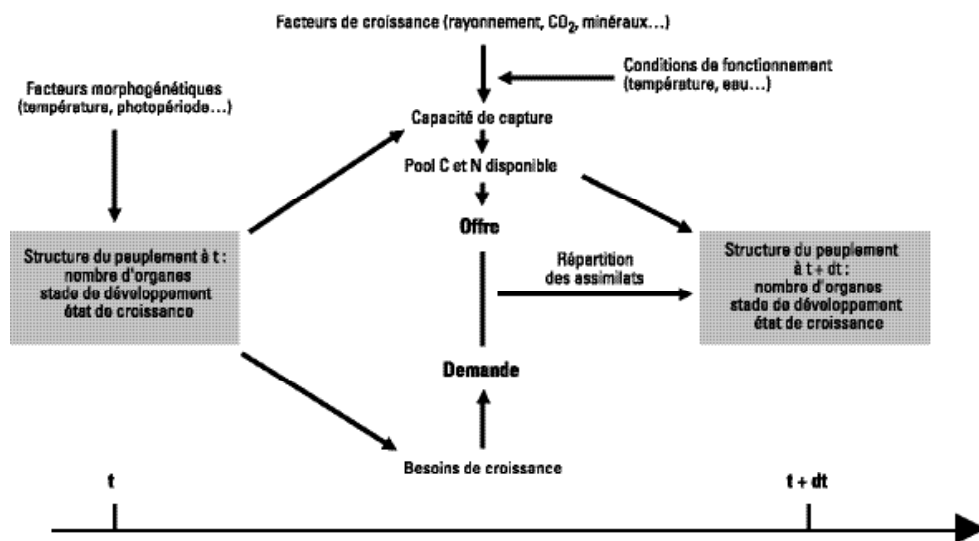 Facteurs de croissance (rayonnement, CO₂, minéraux...)
Conditions de fonctionnement
(température, eau...)
Facteurs morphogénétiques
(température, photopériode...)
Capacité de capture
Pool C et N disponible
Offre
Structure du peuplement à t :
nombre d'organes
stade de développement
état de croissance
Répartition
des assimilats
Structure du peuplement
à t + dt :
nombre d'organes
stade de développement
état de croissance
Demande
Besoins de croissance
t
t + dt